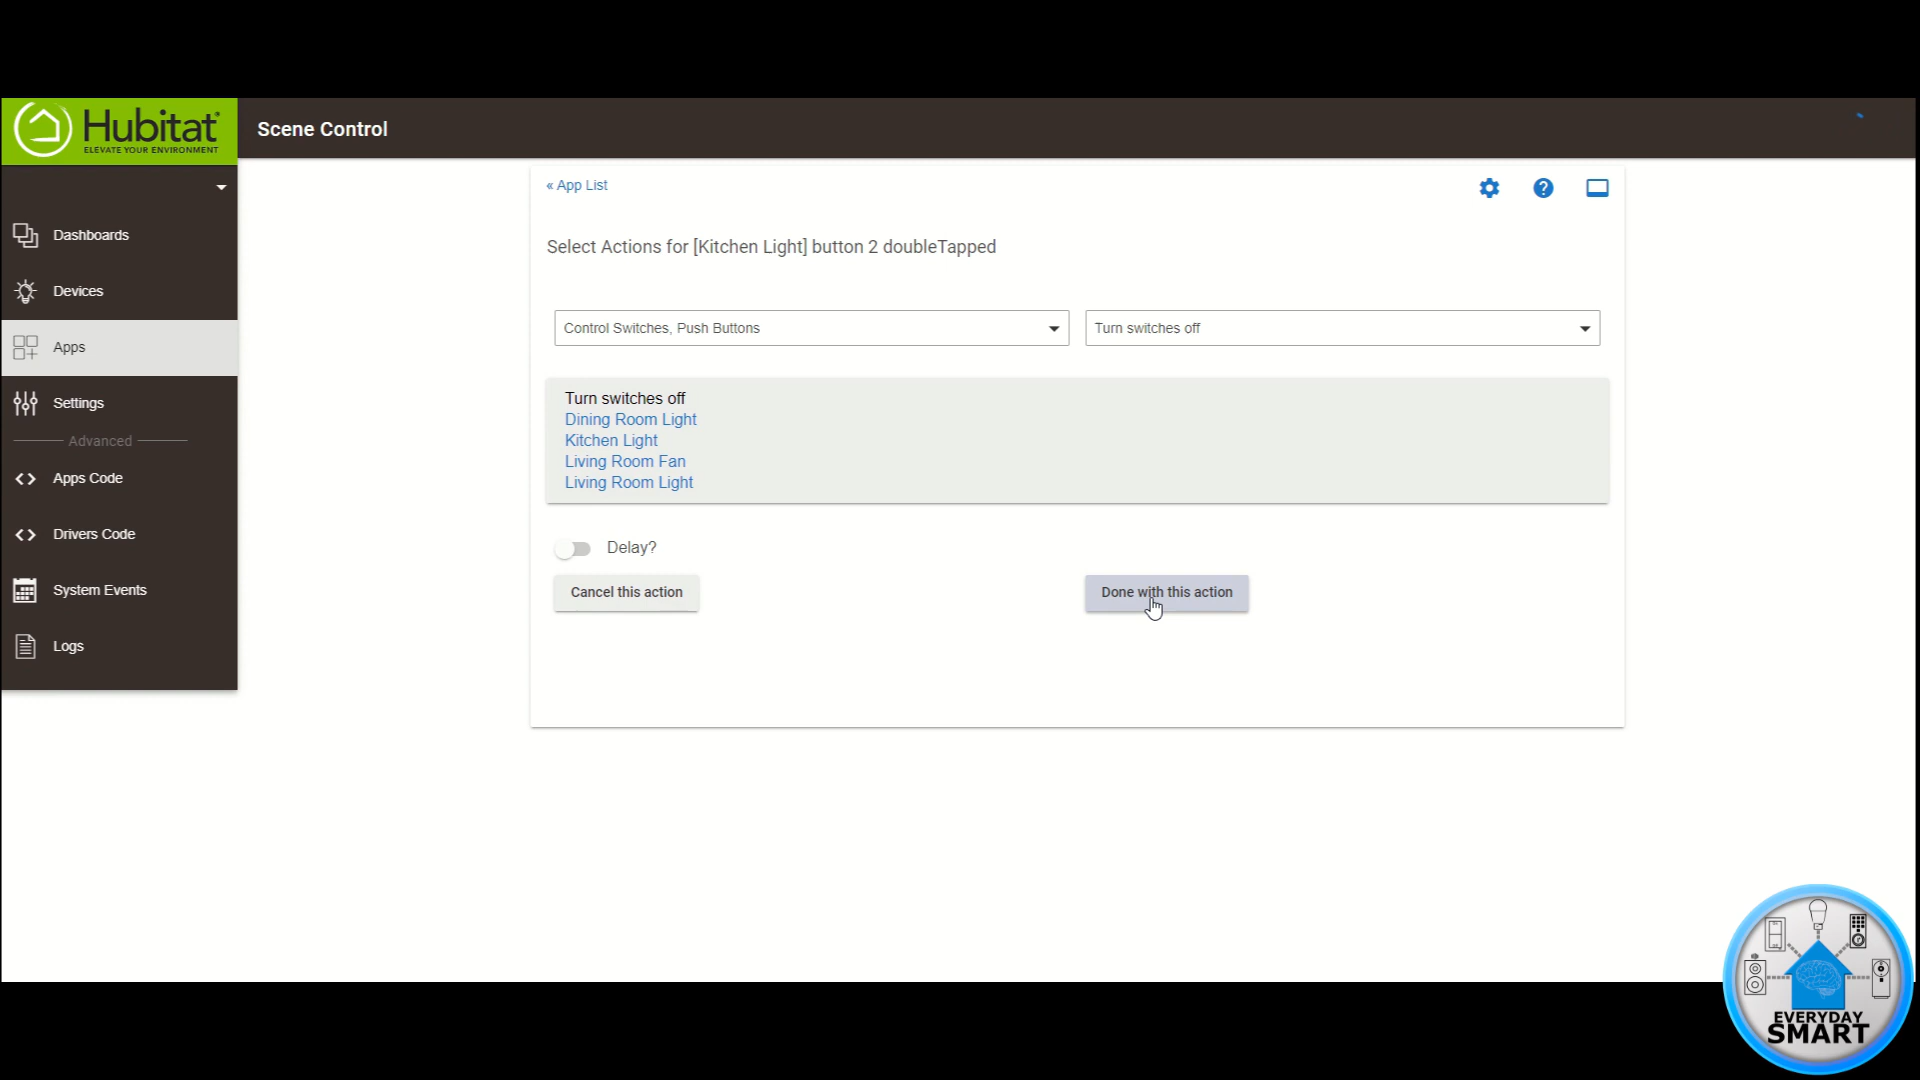 Hubitat
ELEVATE YOUR ENVIRONMENT
Scene Control
« App List
Dashboards
Devices
Apps
Settings
Advanced
Apps Code
Drivers Code
System Events
Logs
Select Actions for [Kitchen Light] button 2 doubleTapped
Control Switches, Push Buttons
Turn switches off
Turn switches off
Dining Room Light
Kitchen Light
Living Room Fan
Living Room Light
Delay?
Cancel this action
Done with this action
EVERYDAY
SMART